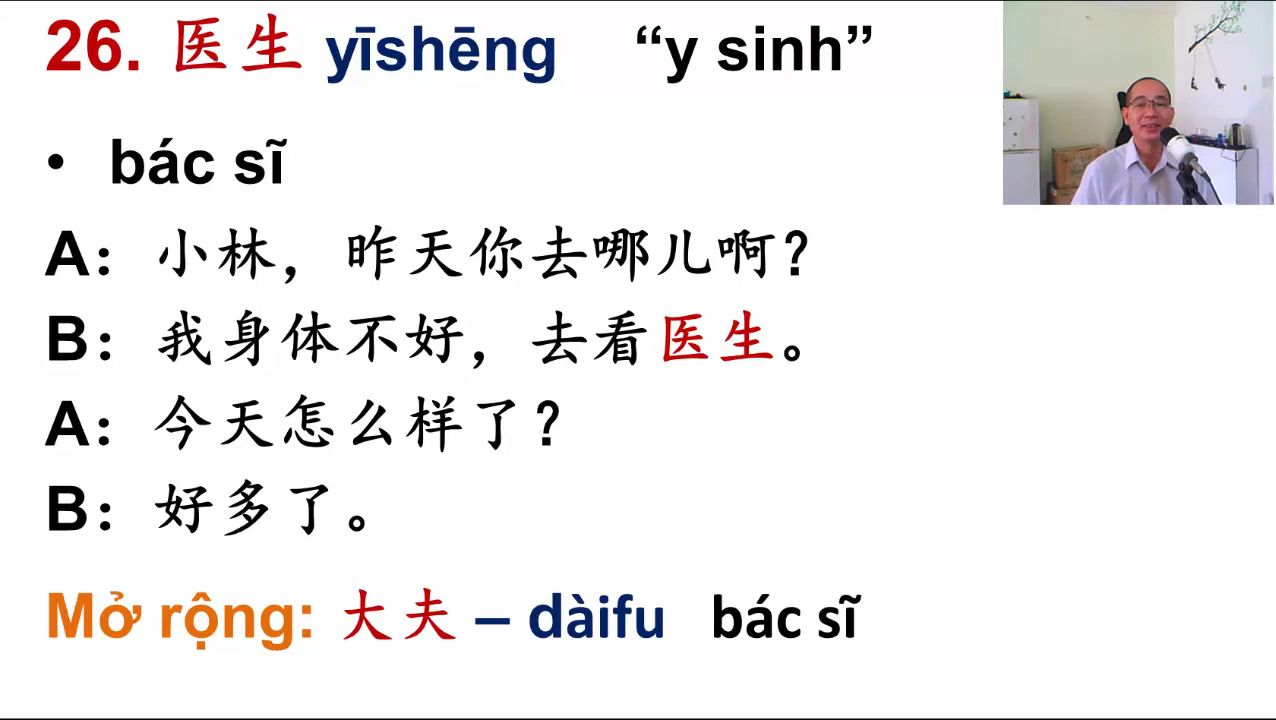 26. 医生 yīshēng “y sinh”
• bác sĩ
A：小林，昨天你去哪儿啊？
B：我身体不好，去看医生。
A：今天怎么样了？
B：好多了。
Mở rộng: 大夫 – dàifu bác sĩ